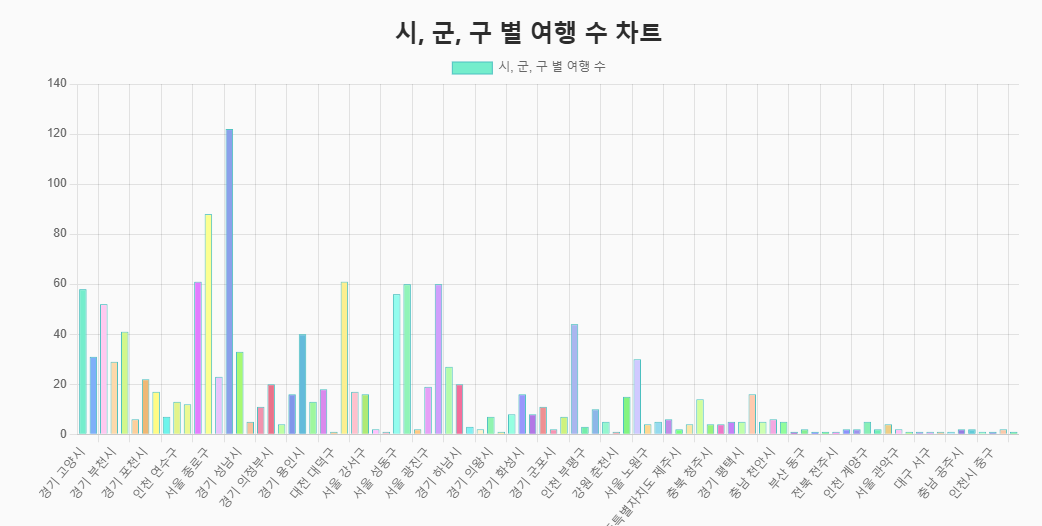 시, 군, 구 별 여행 수 차트
시, 군, 구 별 여행 수
140
120
100
80
60
40
20
0
경기 고양시
경기 부천시
경기 포천시
인천 연수구
서울 종로구
경기 성남시
경기 의정부시
경기 용인시
대전 대덕구
서울 강서구
서울 성동구
서울 광진구
경기 하남시
경기 의왕시
경기 화성시
경기 군포시
인천 부평구
강원 춘천시
서울 노원구
특별자치도 제주시
충북 청주시
경기 평택시
충남 천안시
부산 동구
전북 전주시
인천 계양구
서울 관악구
대구 서구
충남 공주시
인천시 중구